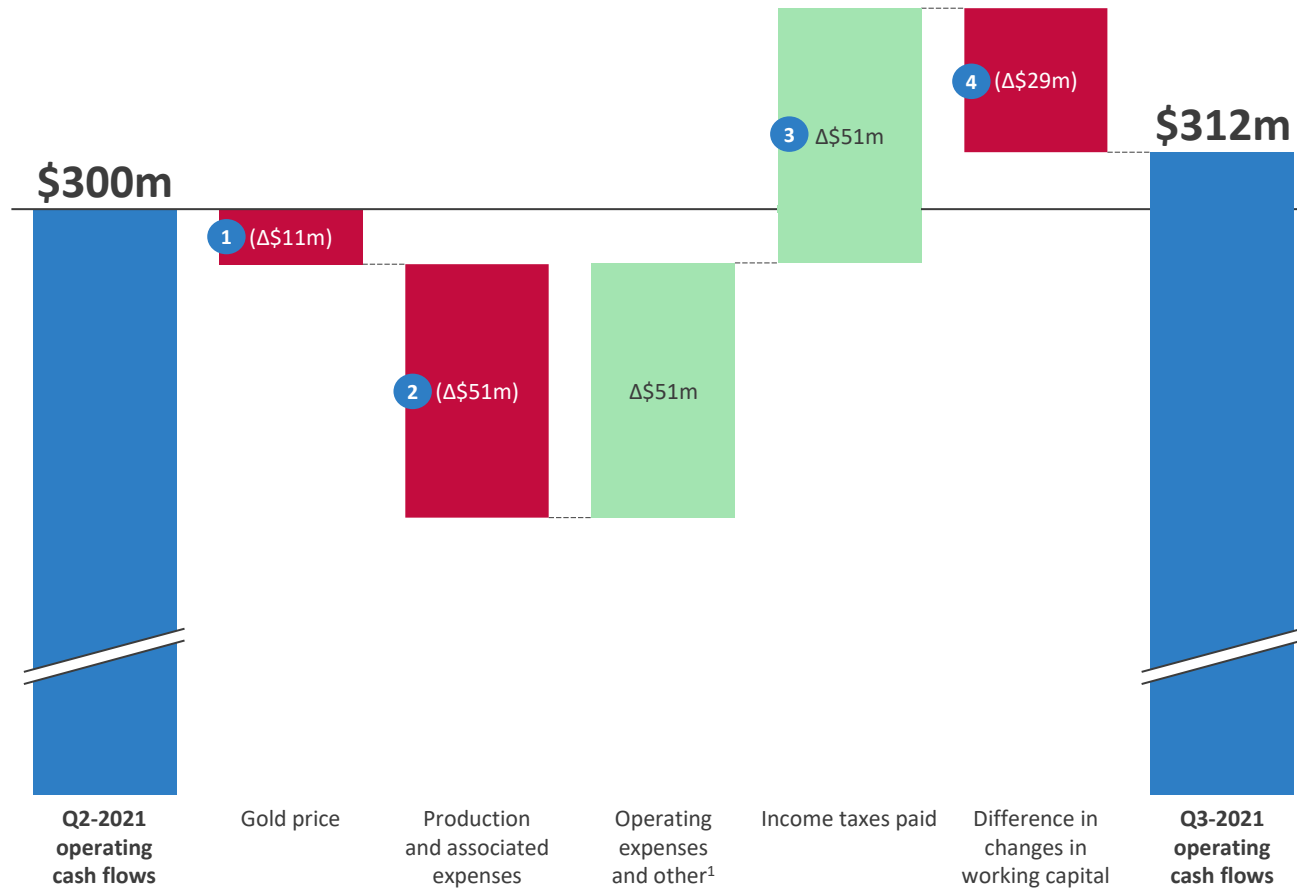 $300m
1 (Δ$11m)
2 (Δ$51m)
Δ$51m
3 Δ$51m
4 (Δ$29m)
$312m
Q2-2021
operating
cash flows
Gold price
Production
and associated
expenses
Operating
expenses
and other¹
Income taxes paid
Difference in
changes in
working capital
Q3-2021
operating
cash flows